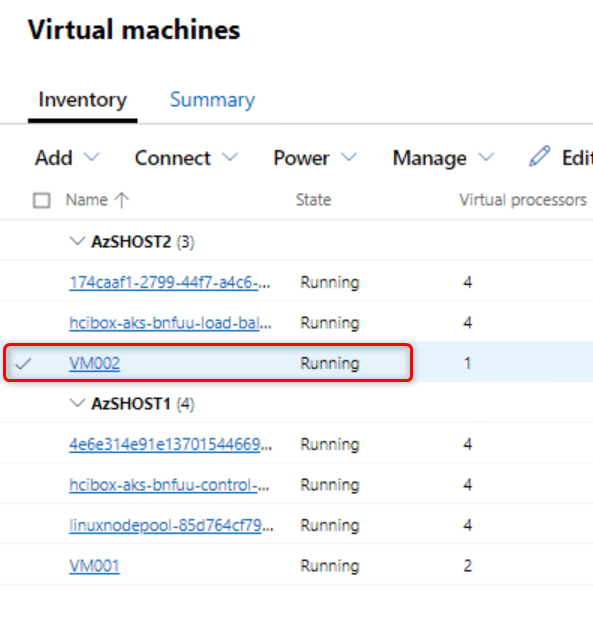 Virtual machines
Inventory Summary
Add Connect Power Manage Edit
Name ↑ State Virtual processors
AzSHOST2 (3)
174caaf1-2799-44f7-a4c6-... Running 4
hcibox-aks-bnfuu-load-bal... Running 4
VM002 Running 1
AzSHOST1 (4)
4e6e314e91e13701544669... Running 4
hcibox-aks-bnfuu-control-... Running 4
linuxnodepool-85d764cf79... Running 4
VM001 Running 2